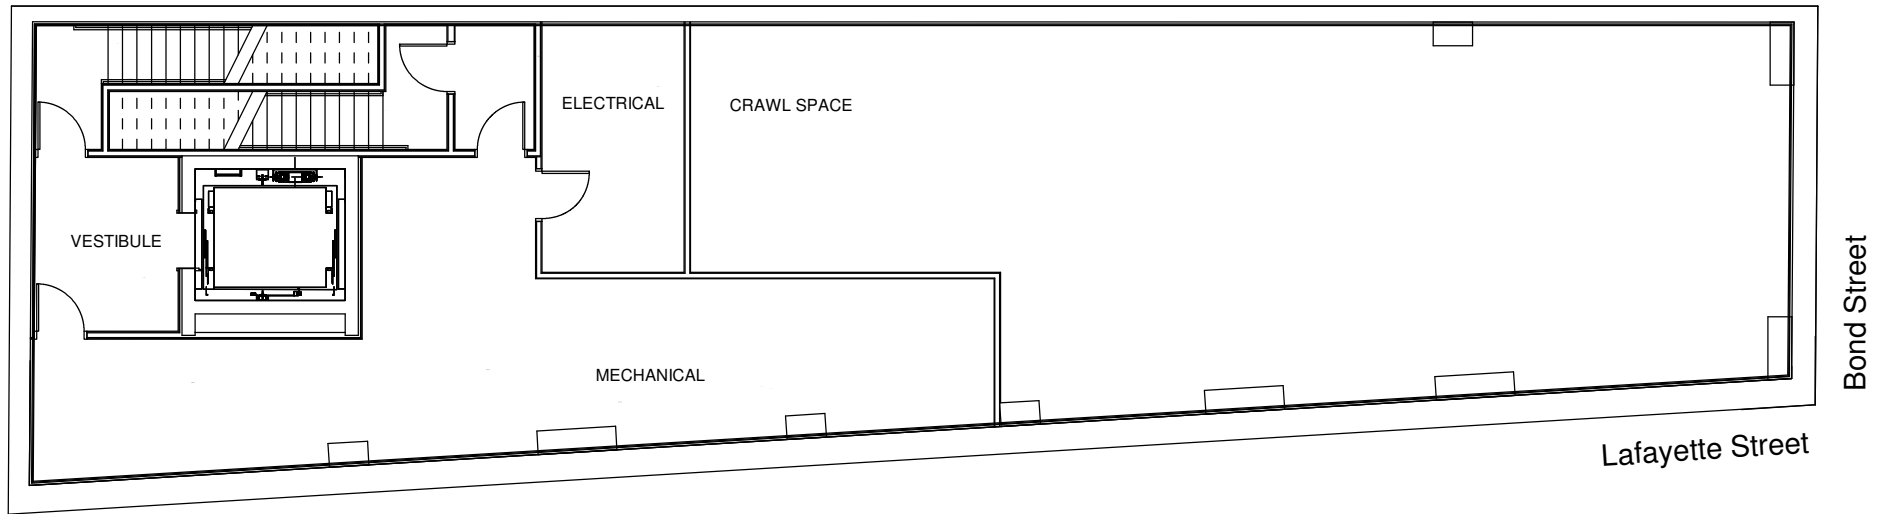 ELECTRICAL
CRAWL SPACE
VESTIBULE
MECHANICAL
Bond Street
Lafayette Street